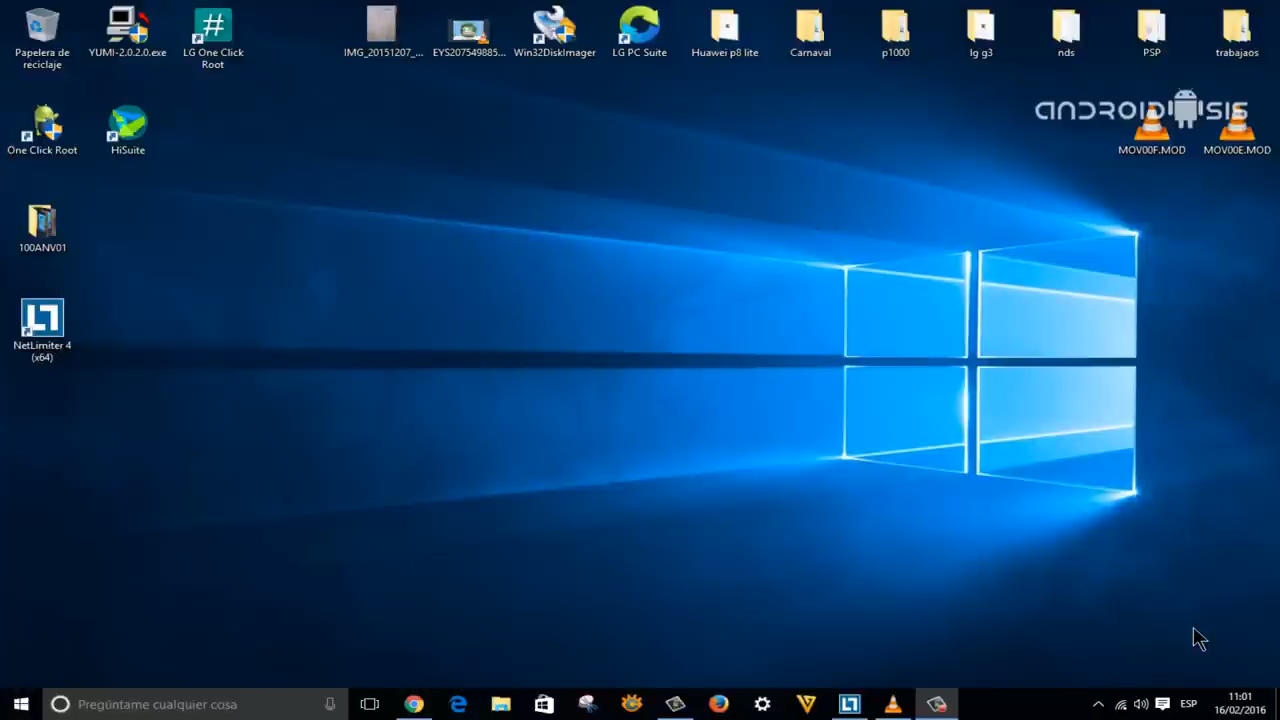 Papelera de
reciclaje
YUMI-2.0.2.0.exe
LG One Click
Root
IMG_20151207_...
EYS207549885...
Win32DiskImager
LG PC Suite
Huawei p8 lite
Carnaval
p1000
lg g3
nds
PSP
trabajaos
One Click Root
HiSuite
ANDROIDSIS
MOV00F.MOD
MOV00E.MOD
100ANV01
NetLimiter 4
(x64)
Pregúntame cualquier cosa
ESP
11:01
16/02/2016